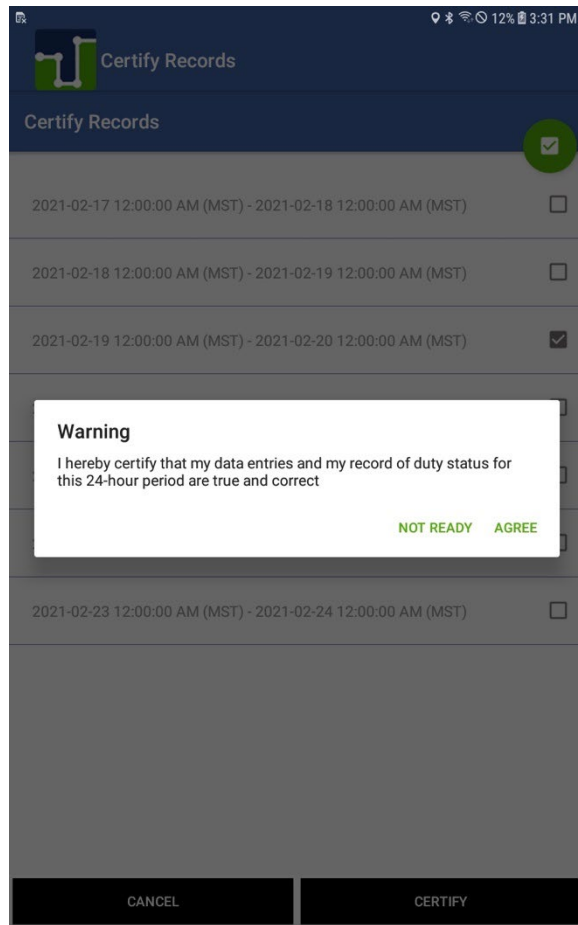 12% 3:31 PM
Certify Records
Certify Records
2021-02-17 12:00:00 AM (MST) - 2021-02-18 12:00:00 AM (MST)
2021-02-18 12:00:00 AM (MST) - 2021-02-19 12:00:00 AM (MST)
2021-02-19 12:00:00 AM (MST) - 2021-02-20 12:00:00 AM (MST)
Warning
I hereby certify that my data entries and my record of duty status for
this 24-hour period are true and correct
NOT READY AGREE
2021-02-23 12:00:00 AM (MST) - 2021-02-24 12:00:00 AM (MST)
CANCEL CERTIFY